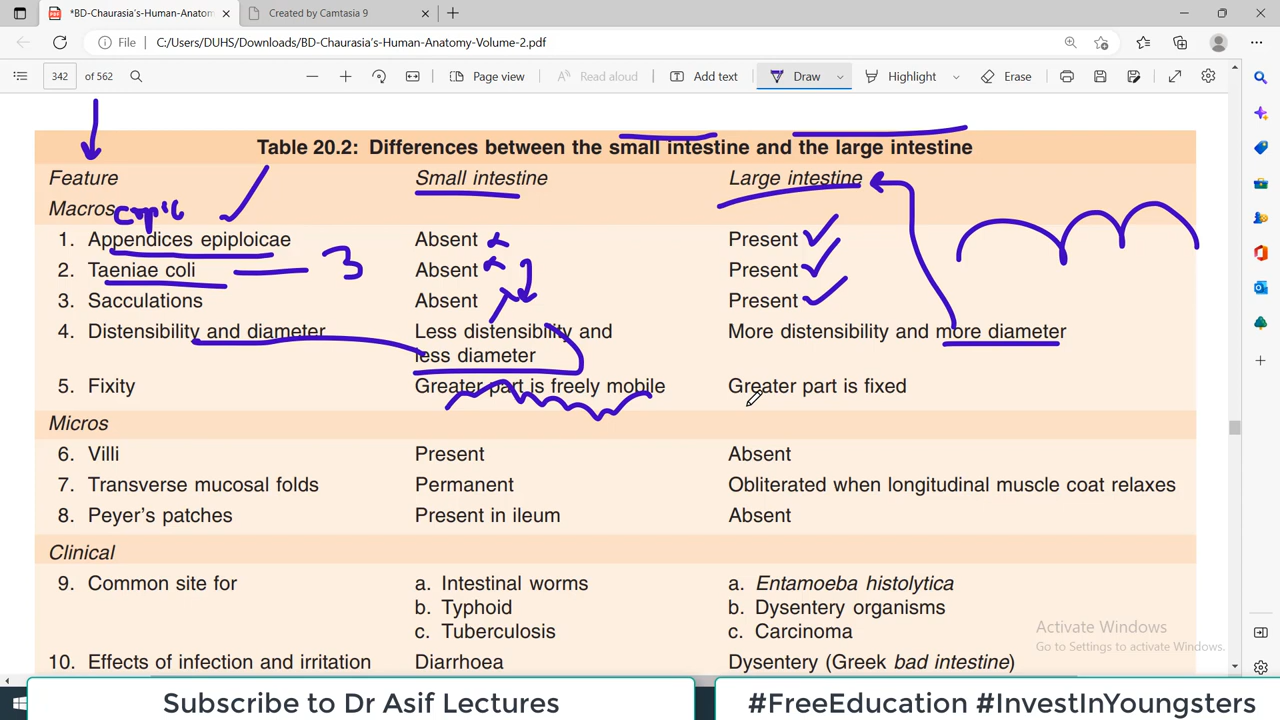 *BD-Chaurasia's-Human-Anatomy
Created by Camtasia 9
File C:/Users/DUHS/Downloads/BD-Chaurasia's-Human-Anatomy-Volume-2.pdf
342 of 562 Page view Read aloud Add text Draw Highlight Erase
Table 20.2: Differences between the small intestine and the large intestine
Feature Small intestine Large intestine
Macros
1. Appendices epiploicae Absent Present
2. Taeniae coli 3 Absent Present
3. Sacculations Absent Present
4. Distensibility and diameter Less distensibility and More distensibility and more diameter
less diameter
5. Fixity Greater part is freely mobile Greater part is fixed
Micros
6. Villi Present Absent
7. Transverse mucosal folds Permanent Obliterated when longitudinal muscle coat relaxes
8. Peyer's patches Present in ileum Absent
Clinical
9. Common site for a. Intestinal worms a. Entamoeba histolytica
b. Typhoid b. Dysentery organisms
c. Tuberculosis c. Carcinoma
Activate Windows
Go to Settings to activate Windows.
10. Effects of infection and irritation Diarrhoea Dysentery (Greek bad intestine)
Subscribe to Dr Asif Lectures #FreeEducation #InvestInYoungsters